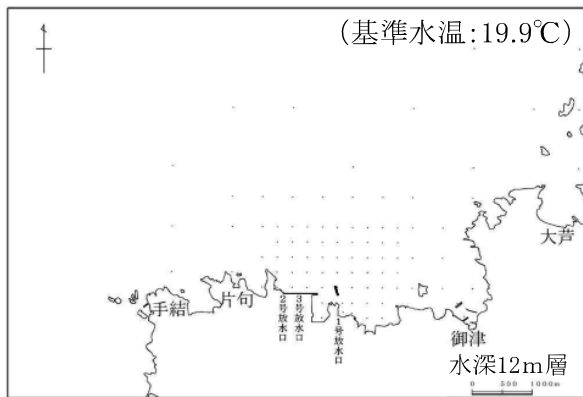 (基準水温:19.9℃)
大芦
手結
片句
2号放水口
3号放水口
1号放水口
御津
水深12m層
0 500 1000m